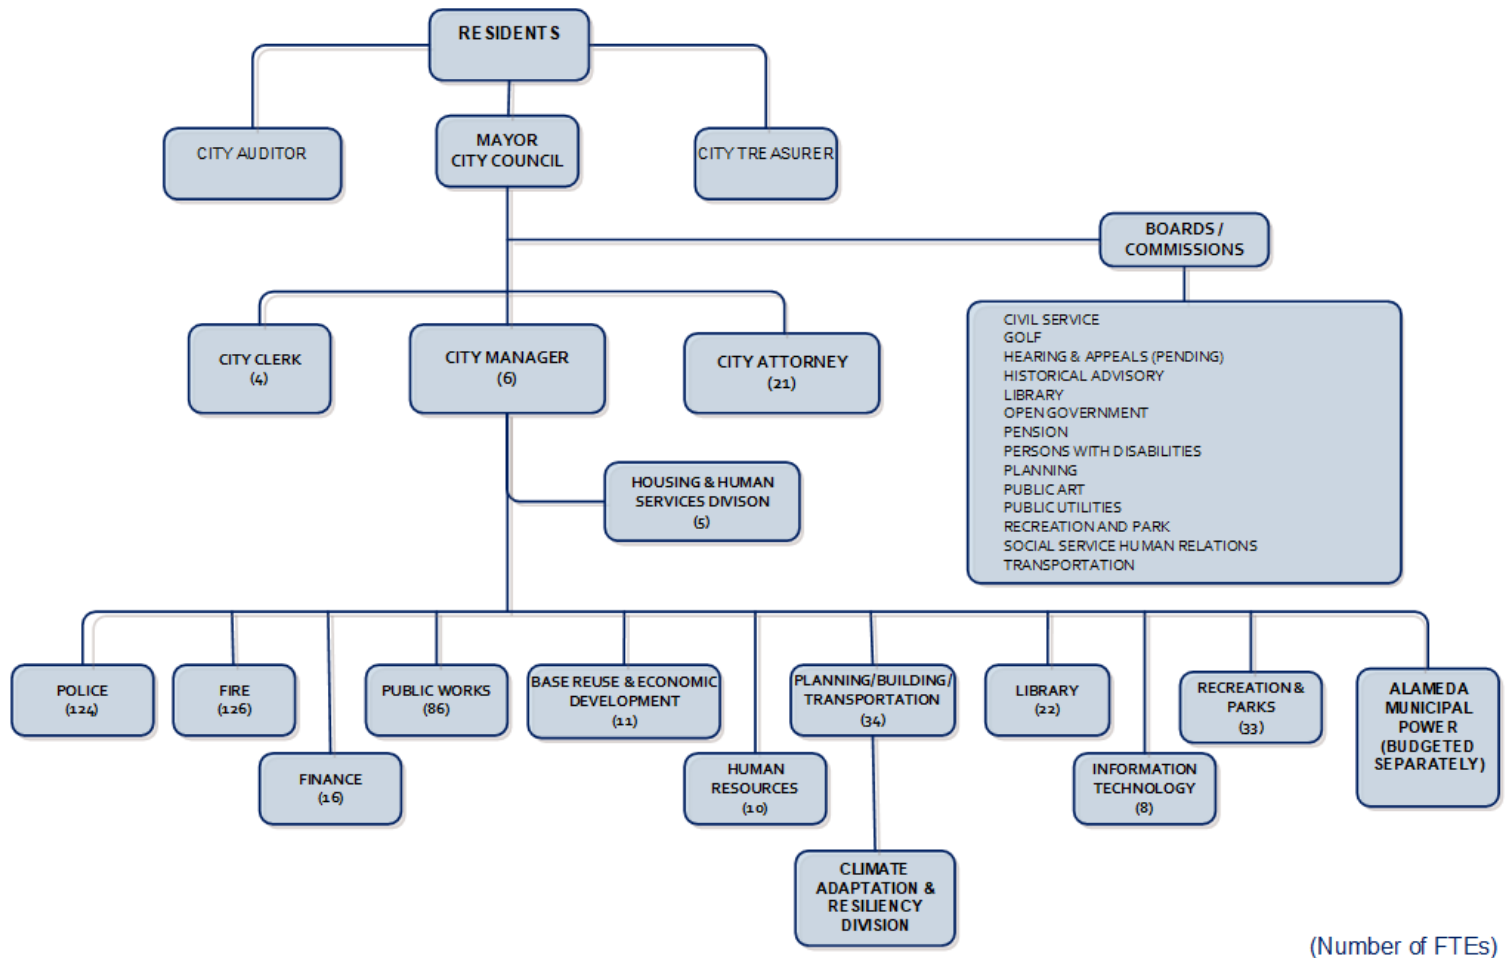 RESIDENTS
CITY AUDITOR
MAYOR
CITY COUNCIL
CITY TREASURER
BOARDS /
COMMISSIONS
CITY CLERK
(4)
CITY MANAGER
(6)
CITY ATTORNEY
(21)
CIVIL SERVICE
GOLF
HEARING & APPEALS (PENDING)
HISTORICAL ADVISORY
LIBRARY
OPEN GOVERNMENT
PENSION
PERSONS WITH DISABILITIES
PLANNING
PUBLIC ART
PUBLIC UTILITIES
RECREATION AND PARK
SOCIAL SERVICE HUMAN RELATIONS
TRANSPORTATION
HOUSING & HUMAN
SERVICES DIVISON
(5)
POLICE
(124)
FIRE
(126)
FINANCE
(16)
PUBLIC WORKS
(86)
BASE REUSE & ECONOMIC
DEVELOPMENT
(11)
HUMAN
RESOURCES
(10)
PLANNING/BUILDING/
TRANSPORTATION
(34)
CLIMATE
ADAPTATION &
RESILIENCY
DIVISION
LIBRARY
(22)
INFORMATION
TECHNOLOGY
(8)
RECREATION &
PARKS
(33)
ALAMEDA
MUNICIPAL
POWER
(BUDGETED
SEPARATELY)
(Number of FTEs)